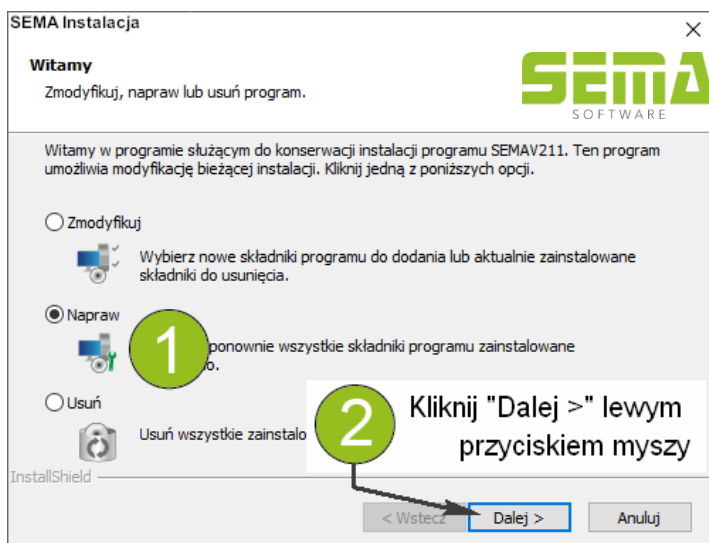 SEMA Instalacja
Witamy
Zmodyfikuj, napraw lub usuń program.
SEMA
SOFTWARE
Witamy w programie służącym do konserwacji instalacji programu SEMAV211. Ten program
umożliwia modyfikację bieżącej instalacji. Kliknij jedną z poniższych opcji.
Zmodyfikuj
Wybierz nowe składniki programu do dodania lub aktualnie zainstalowane
składniki do usunięcia.
Napraw
1
ponownie wszystkie składniki programu zainstalowane
Usuń
Usuń wszystkie
2
Kliknij "Dalej >" lewym
przyciskiem myszy
InstallShield
< Wstecz
Dalej >
Anuluj